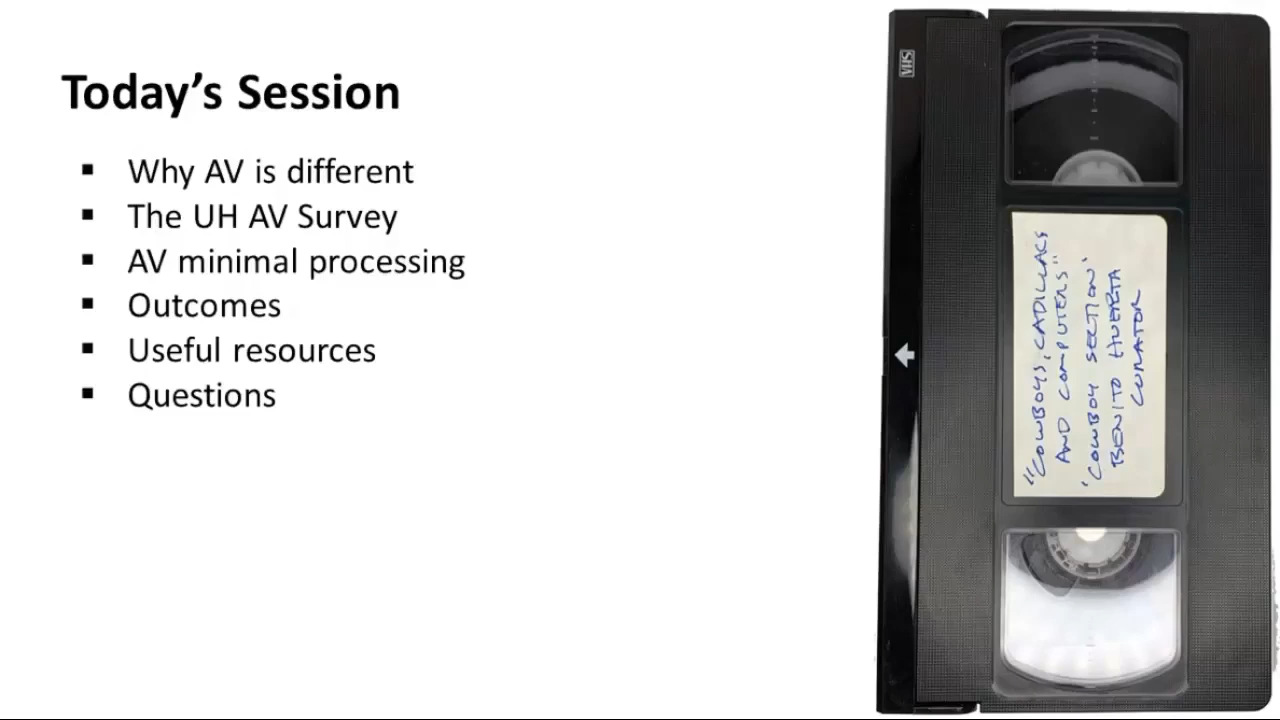 Today's Session
▪ Why AV is different
▪ The UH AV Survey
▪ AV minimal processing
▪ Outcomes
▪ Useful resources
▪ Questions
VHS
"COWBOYS, CADILLACS
AND COMPUTERS"
'COWBOY SECTION'
BENITO HUERTA
CURATOR